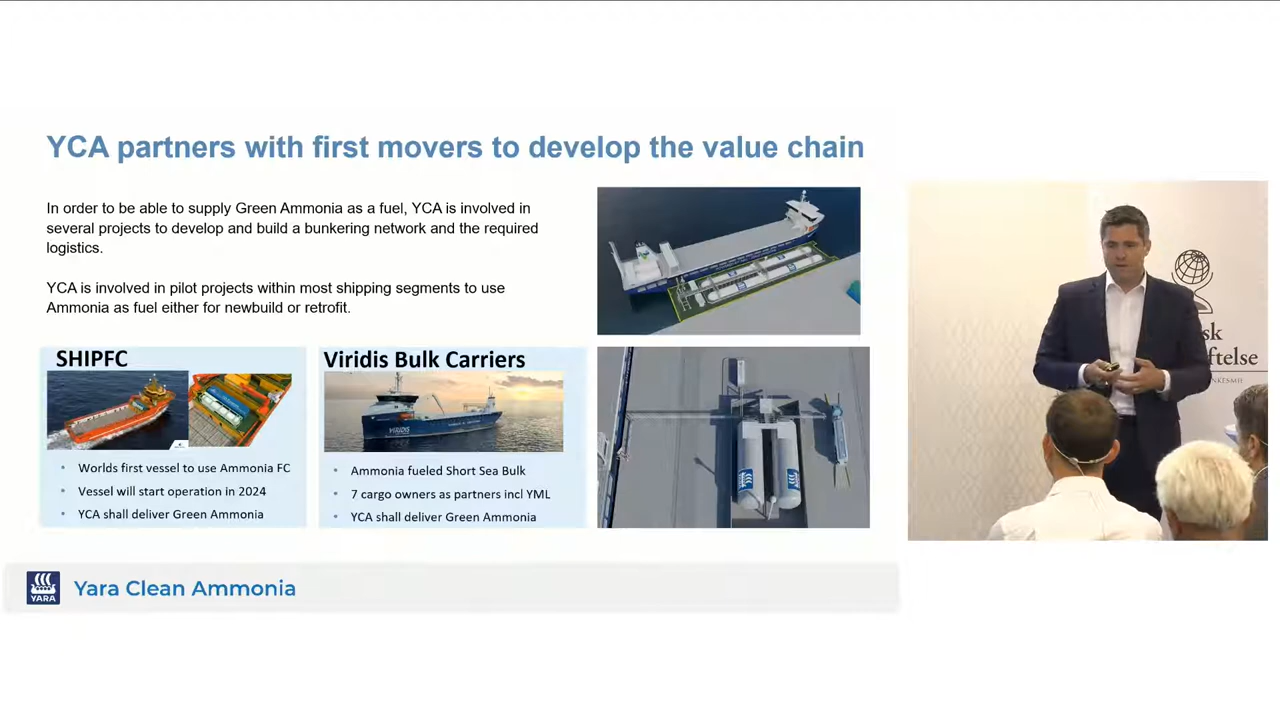 YCA partners with first movers to develop the value chain
In order to be able to supply Green Ammonia as a fuel, YCA is involved in
several projects to develop and build a bunkering network and the required
logistics.
YCA is involved in pilot projects within most shipping segments to use
Ammonia as fuel either for newbuild or retrofit.
SHIPFC
• Worlds first vessel to use Ammonia FC
• Vessel will start operation in 2024
• YCA shall deliver Green Ammonia
Viridis Bulk Carriers
VIRIDIS
• Ammonia fueled Short Sea Bulk
• 7 cargo owners as partners incl YML
• YCA shall deliver Green Ammonia
YARA
Yara Clean Ammonia
sk
ftelse